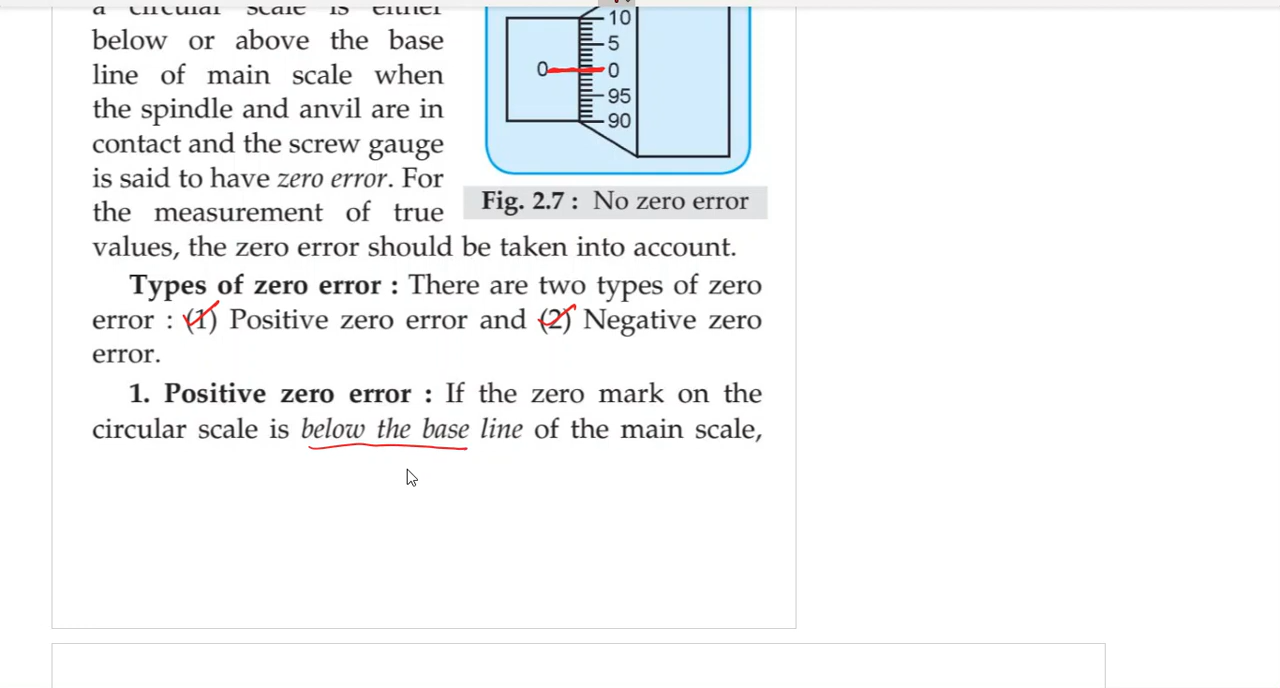 a circular scale is either
below or above the base
line of main scale when
the spindle and anvil are in
contact and the screw gauge
is said to have zero error. For
the measurement of true
values, the zero error should be taken into account.
10
5
0 0
95
90
Fig. 2.7 : No zero error
Types of zero error : There are two types of zero
error : (1) Positive zero error and (2) Negative zero
error.
1. Positive zero error : If the zero mark on the
circular scale is below the base line of the main scale,